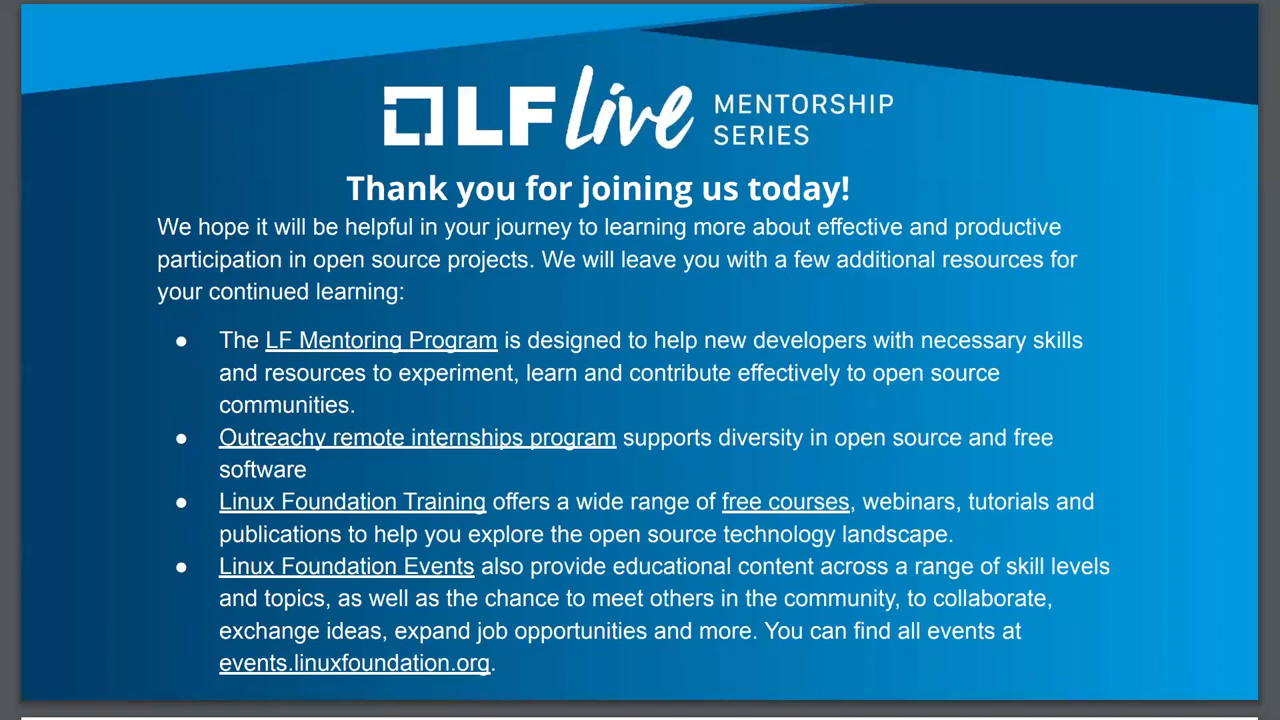 LF Live MENTORSHIP
SERIES
Thank you for joining us today!
We hope it will be helpful in your journey to learning more about effective and productive
participation in open source projects. We will leave you with a few additional resources for
your continued learning:
● The LF Mentoring Program is designed to help new developers with necessary skills
and resources to experiment, learn and contribute effectively to open source
communities.
● Outreachy remote internships program supports diversity in open source and free
software
● Linux Foundation Training offers a wide range of free courses, webinars, tutorials and
publications to help you explore the open source technology landscape.
● Linux Foundation Events also provide educational content across a range of skill levels
and topics, as well as the chance to meet others in the community, to collaborate,
exchange ideas, expand job opportunities and more. You can find all events at
events.linuxfoundation.org.